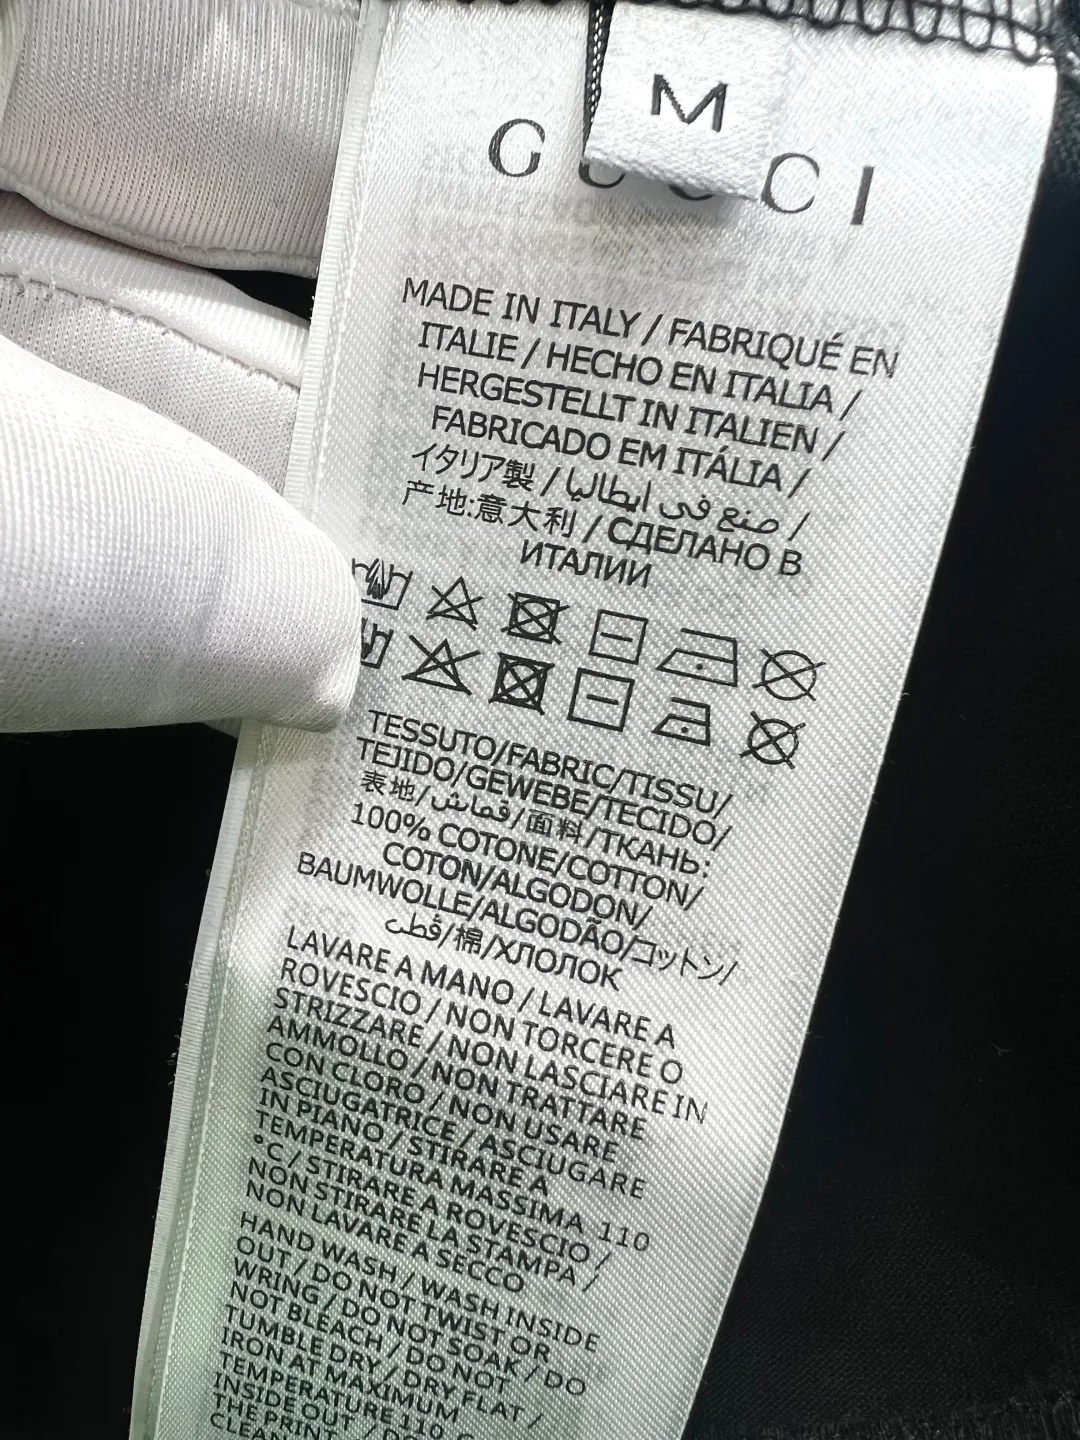 M
GUCCI
MADE IN ITALY / FABRIQUÉ EN
ITALIE / HECHO EN ITALIA /
HERGESTELLT IN ITALIEN /
FABRICADO EM ITÁLIA /
イタリア製 / صنع في ايطاليا /
产地:意大利 / СДЕЛАНО В
ИТАЛИИ
TESSUTO/FABRIC/TISSU/
TEJIDO/GEWEBE/TECIDO/
表地/قماش/面料/ТКАНЬ:
100% COTONE/COTTON/
COTON/ALGODON/
BAUMWOLLE/ALGODÃO/コットン/
قطن/棉/ХЛОПОК
LAVARE A MANO / LAVARE A
ROVESCIO / NON TORCERE O
STRIZZARE / NON LASCIARE IN
AMMOLLO / NON TRATTARE
CON CLORO / NON USARE
ASCIUGATRICE / ASCIUGARE
IN PIANO / STIRARE A
TEMPERATURA MASSIMA 110
°C / STIRARE A ROVESCIO /
NON STIRARE LA STAMPA /
NON LAVARE A SECCO
HAND WASH / WASH INSIDE
OUT / DO NOT TWIST OR
WRING / DO NOT SOAK / DO
NOT BLEACH / DO NOT
TUMBLE DRY / DRY FLAT /
IRON AT MAXIMUM
TEMPERATURE 110 C
INSIDE OUT / DO
THE PRINT
CLEAN